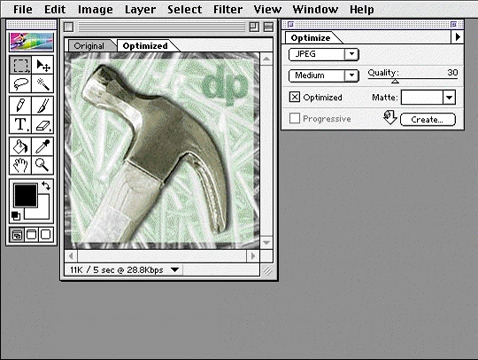 File Edit Image Layer Select Filter View Window Help
Original Optimized
dp
11K / 5 sec @ 28.8Kbps
T
Optimize
JPEG
Medium Quality: 30
Optimized Matte:
Progressive Create...